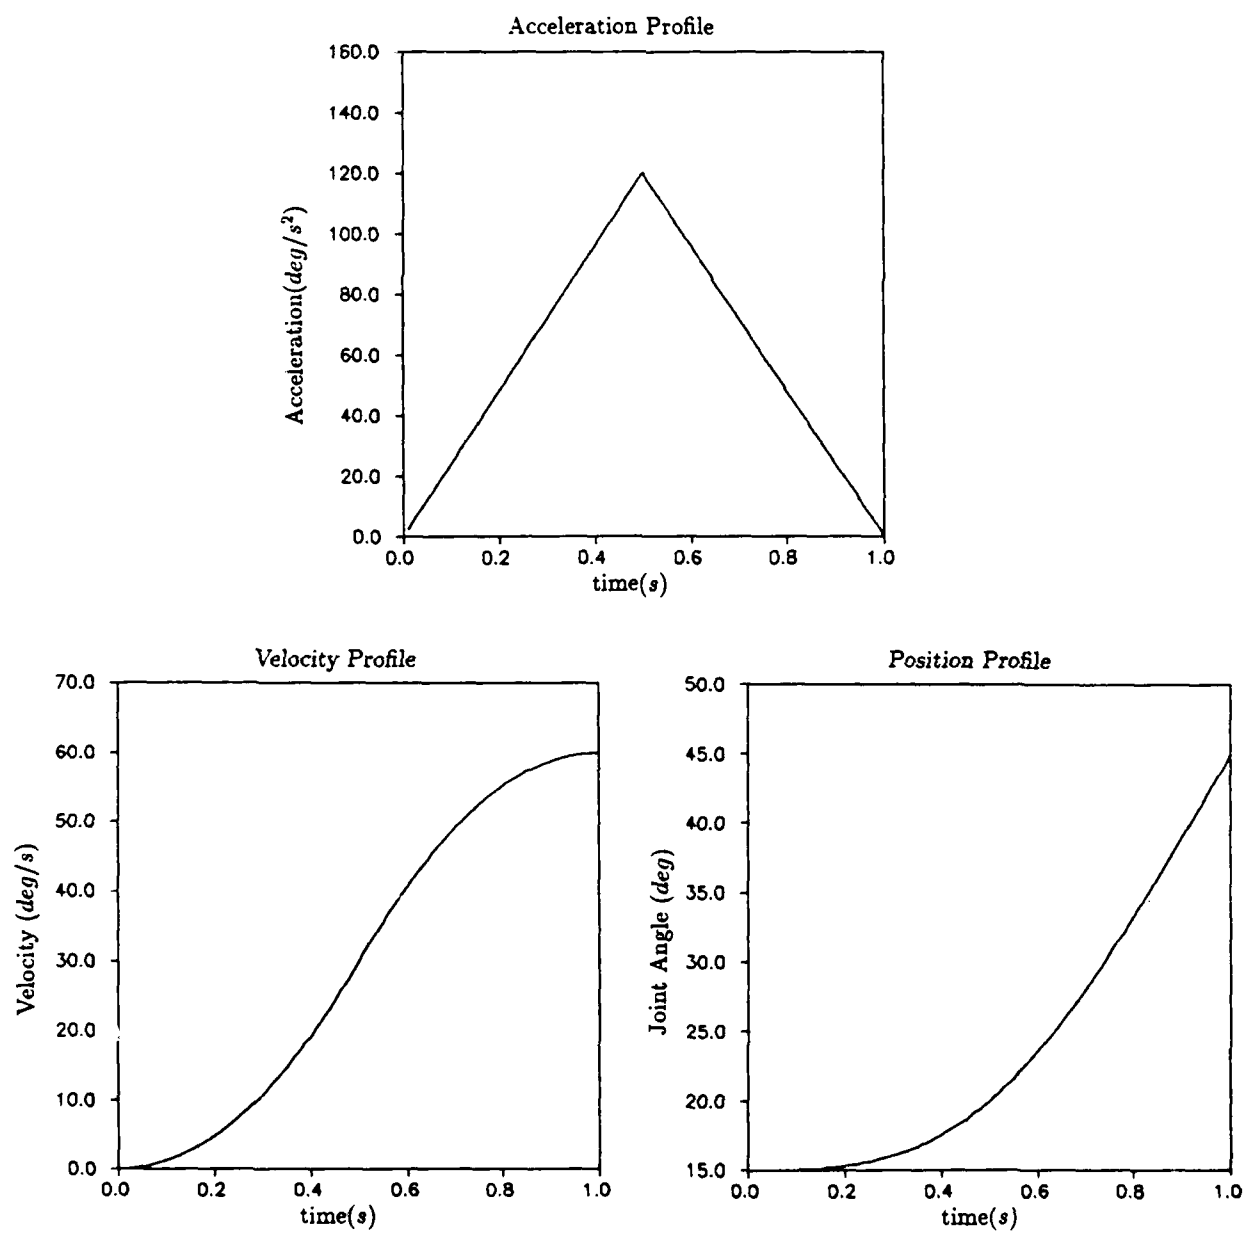 Acceleration Profile
160.0
140.0
120.0
100.0
80.0
60.0
40.0
20.0
0.0
Acceleration(deg/s²)
0.0 0.2 0.4 0.6 0.8 1.0
time(s)
Velocity Profile
70.0
60.0
50.0
40.0
30.0
20.0
10.0
0.0
Velocity (deg/s)
0.0 0.2 0.4 0.6 0.8 1.0
time(s)
Position Profile
50.0
45.0
40.0
35.0
30.0
25.0
20.0
15.0
Joint Angle (deg)
0.0 0.2 0.4 0.6 0.8 1.0
time(s)